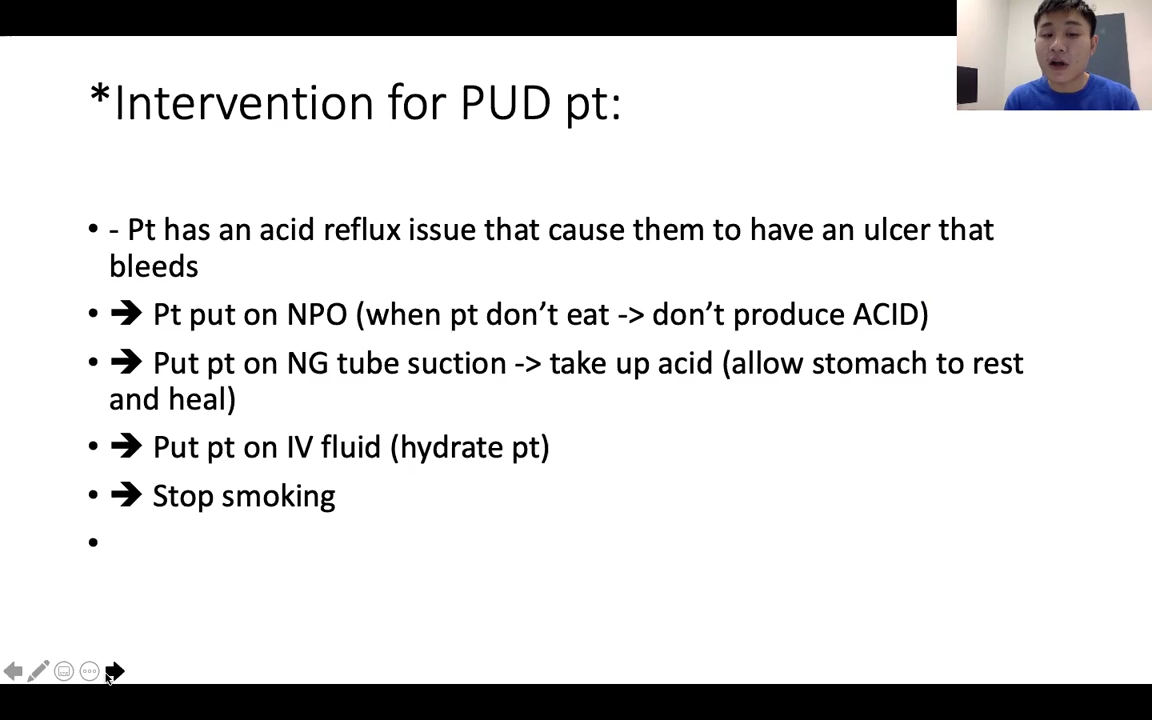 *Intervention for PUD pt:
• - Pt has an acid reflux issue that cause them to have an ulcer that
bleeds
• ➔ Pt put on NPO (when pt don’t eat -> don’t produce ACID)
• ➔ Put pt on NG tube suction -> take up acid (allow stomach to rest
and heal)
• ➔ Put pt on IV fluid (hydrate pt)
• ➔ Stop smoking
•